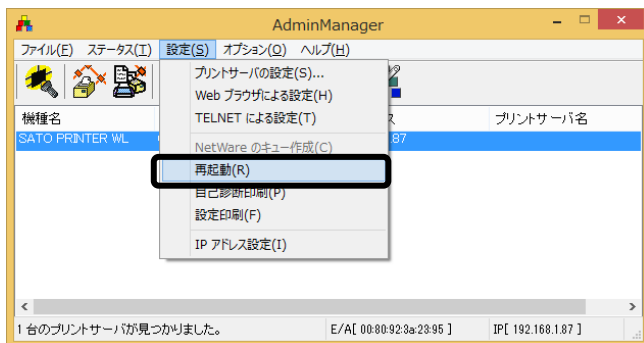 AdminManager
ファイル(F) ステータス(T) 設定(S) オプション(O) ヘルプ(H)
プリントサーバの設定(S)...
Web ブラウザによる設定(H)
TELNET による設定(T)
NetWare のキュー作成(C)
再起動(R)
自己診断印刷(P)
設定印刷(F)
IP アドレス設定(I)
機種名 ス プリントサーバ名
SATO PRINTER WL .87
1 台のプリントサーバが見つかりました。 E/A[ 00:80:92:3a:23:95 ] IP[ 192.168.1.87 ]